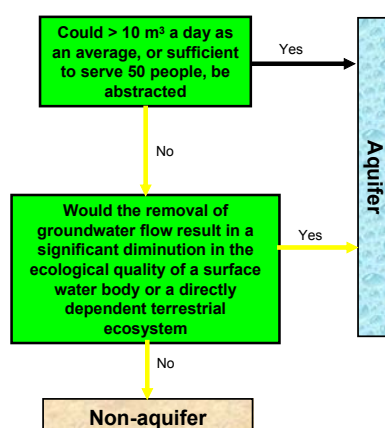 Could > 10 m³ a day as
an average, or sufficient
to serve 50 people, be
abstracted
Yes
No
Aquifer
Would the removal of
groundwater flow result in a
significant diminution in the
ecological quality of a surface
water body or a directly
dependent terrestrial
ecosystem
Yes
No
Non-aquifer